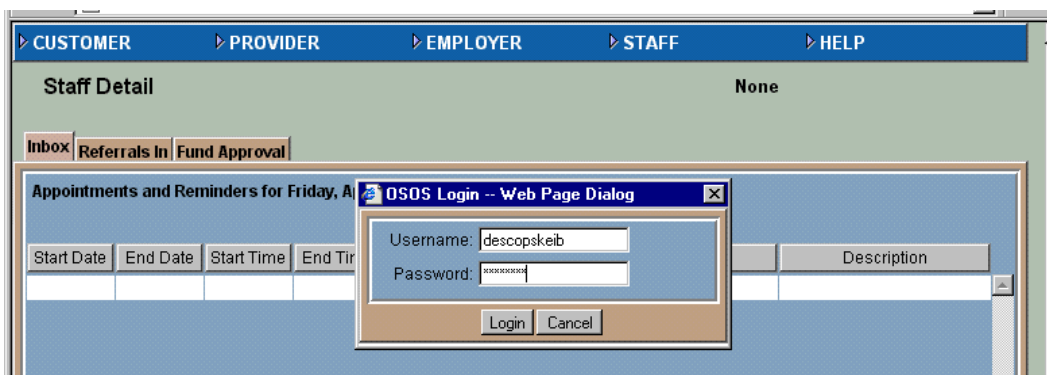 CUSTOMER PROVIDER EMPLOYER STAFF HELP
Staff Detail None
Inbox Referrals In Fund Approval
Appointments and Reminders for Friday,
OSOS Login -- Web Page Dialog
Username: descopskeib
Password: ********
Login Cancel
Start Date End Date Start Time End Description